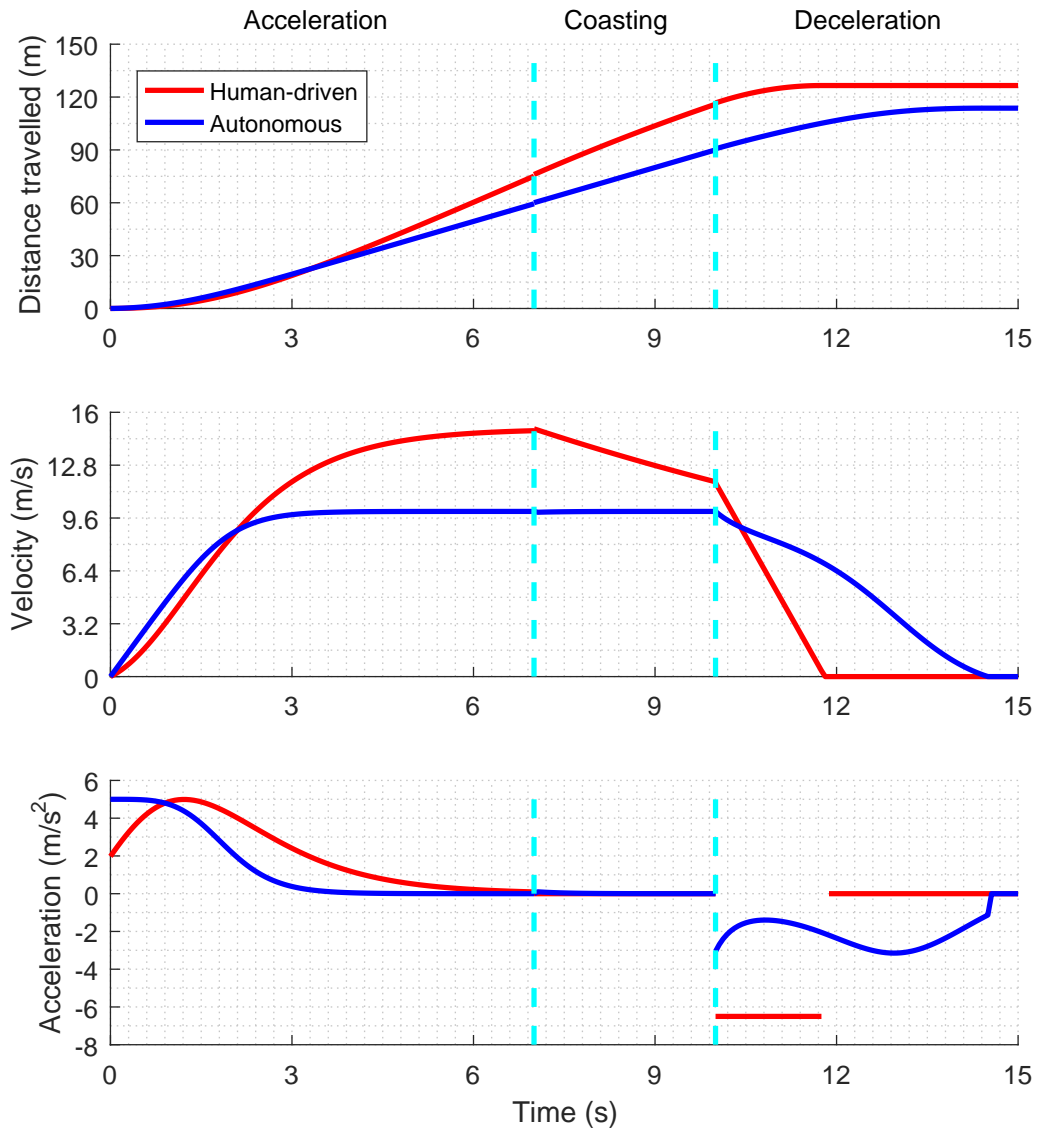 Acceleration Coasting Deceleration
Distance travelled (m)
150
120
90
60
30
0
Human-driven
Autonomous
0 3 6 9 12 15
Velocity (m/s)
16
12.8
9.6
6.4
3.2
0
0 3 6 9 12 15
Acceleration (m/s²)
6
4
2
0
-2
-4
-6
-8
0 3 6 9 12 15
Time (s)